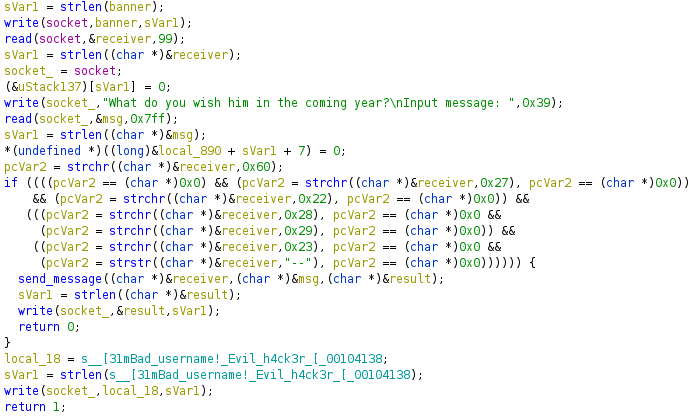 sVar1 = strlen(banner);
write(socket,banner,sVar1);
read(socket,&receiver,99);
sVar1 = strlen((char *)&receiver);
socket_ = socket;
(&uStack137)[sVar1] = 0;
write(socket_,"What do you wish him in the coming year?\nInput message: ",0x39);
read(socket_,&msg,0x7ff);
sVar1 = strlen((char *)&msg);
*(undefined *)((long)&local_890 + sVar1 + 7) = 0;
pcVar2 = strchr((char *)&receiver,0x60);
if ((((pcVar2 == (char *)0x0) && (pcVar2 = strchr((char *)&receiver,0x27), pcVar2 == (char *)0x0))
&& (pcVar2 = strchr((char *)&receiver,0x22), pcVar2 == (char *)0x0)) &&
(((pcVar2 = strchr((char *)&receiver,0x28), pcVar2 == (char *)0x0 &&
(pcVar2 = strchr((char *)&receiver,0x29), pcVar2 == (char *)0x0)) &&
((pcVar2 = strchr((char *)&receiver,0x23), pcVar2 == (char *)0x0 &&
(pcVar2 = strstr((char *)&receiver,"--"), pcVar2 == (char *)0x0)))))) {
send_message((char *)&receiver,(char *)&msg,(char *)&result);
sVar1 = strlen((char *)&result);
write(socket_,&result,sVar1);
return 0;
}
local_18 = s__[31mBad_username!_Evil_h4ck3r_[_00104138;
sVar1 = strlen(s__[31mBad_username!_Evil_h4ck3r_[_00104138);
write(socket_,local_18,sVar1);
return 1;